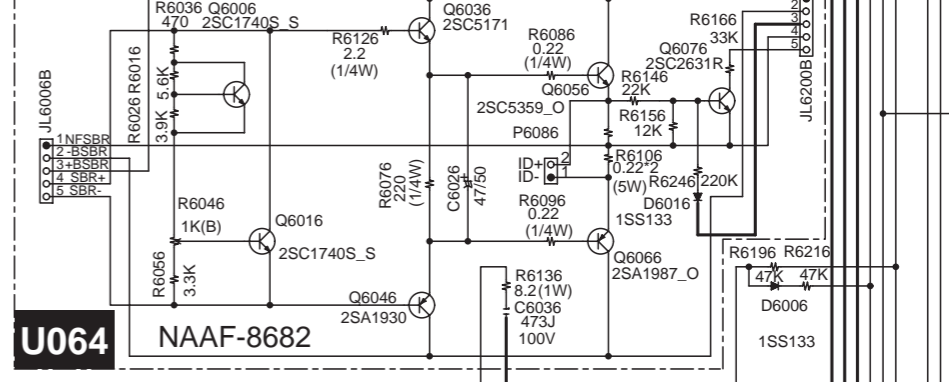 R6036 Q6006
470 2SC1740S_S
Q6036
2SC5171
R6126
2.2
(1/4W)
R6086
0.22
(1/4W)
R6166
33K
Q6076
2SC2631R
2
3
4
5
JL6200B
R6016
5.6K
R6026
3.9K
Q6056
2SC5359_O
R6146
22K
R6156
12K
P6086
JL6006B
1 NFSBR
2 -BSBR
3 +BSBR
4 SBR+
5 SBR-
ID+ 2
ID- 1
R6106
0.22*2
(5W)
R6076
220
(1/4W)
C6026
47/50
R6246 220K
D6016
1SS133
R6046
1K(B)
Q6016
2SC1740S_S
R6096
0.22
(1/4W)
R6056
3.3K
Q6066
2SA1987_O
R6196 R6216
47K 47K
D6006
1SS133
Q6046
2SA1930
R6136
8.2(1W)
C6036
473J
100V
U064 NAAF-8682